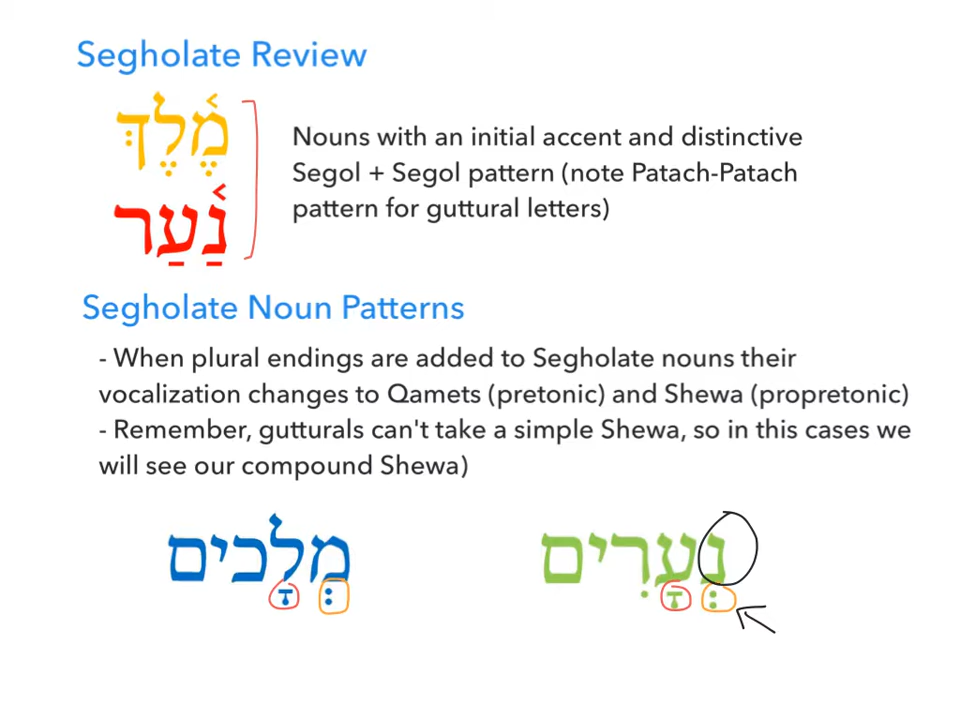 Segholate Review
מֶ֫לֶךְ
נַ֫עַר
Nouns with an initial accent and distinctive
Segol + Segol pattern (note Patach-Patach
pattern for guttural letters)
Segholate Noun Patterns
- When plural endings are added to Segholate nouns their
vocalization changes to Qamets (pretonic) and Shewa (propretonic)
- Remember, gutturals can't take a simple Shewa, so in this cases we
will see our compound Shewa)
מְלָכים
נְעָרִים